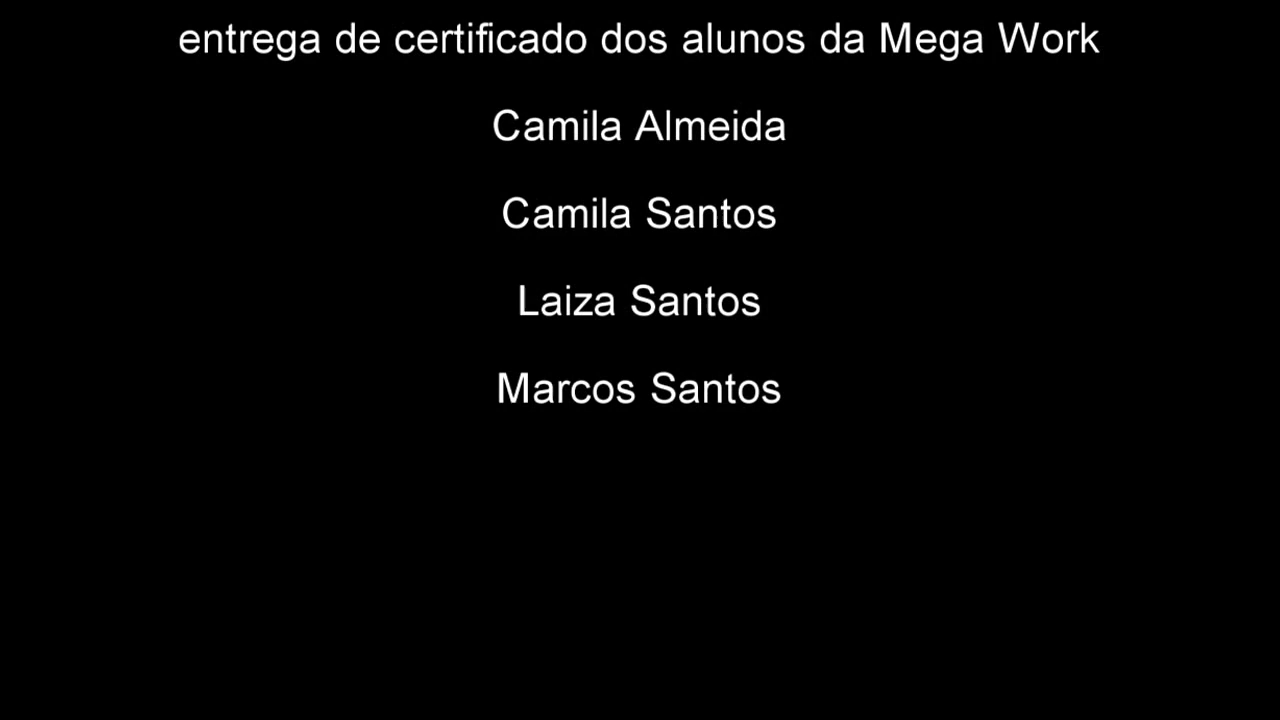 entrega de certificado dos alunos da Mega Work
Camila Almeida
Camila Santos
Laiza Santos
Marcos Santos